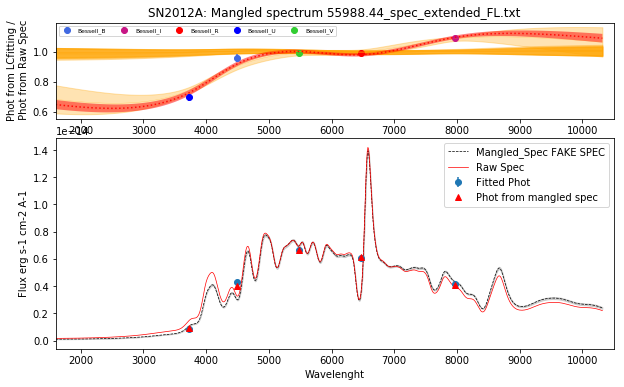 SN2012A: Mangled spectrum 55988.44_spec_extended_FL.txt
Phot from LCfitting /
Phot from Raw Spec
Bessell_B
Bessell_I
Bessell_R
Bessell_U
Bessell_V
1.0
0.8
0.6
2000 3000 4000 5000 6000 7000 8000 9000 10000
1e−14
Flux erg s-1 cm-2 A-1
Mangled_Spec FAKE SPEC
Raw Spec
Fitted Phot
Phot from mangled spec
1.4
1.2
1.0
0.8
0.6
0.4
0.2
0.0
2000 3000 4000 5000 6000 7000 8000 9000 10000
Wavelenght